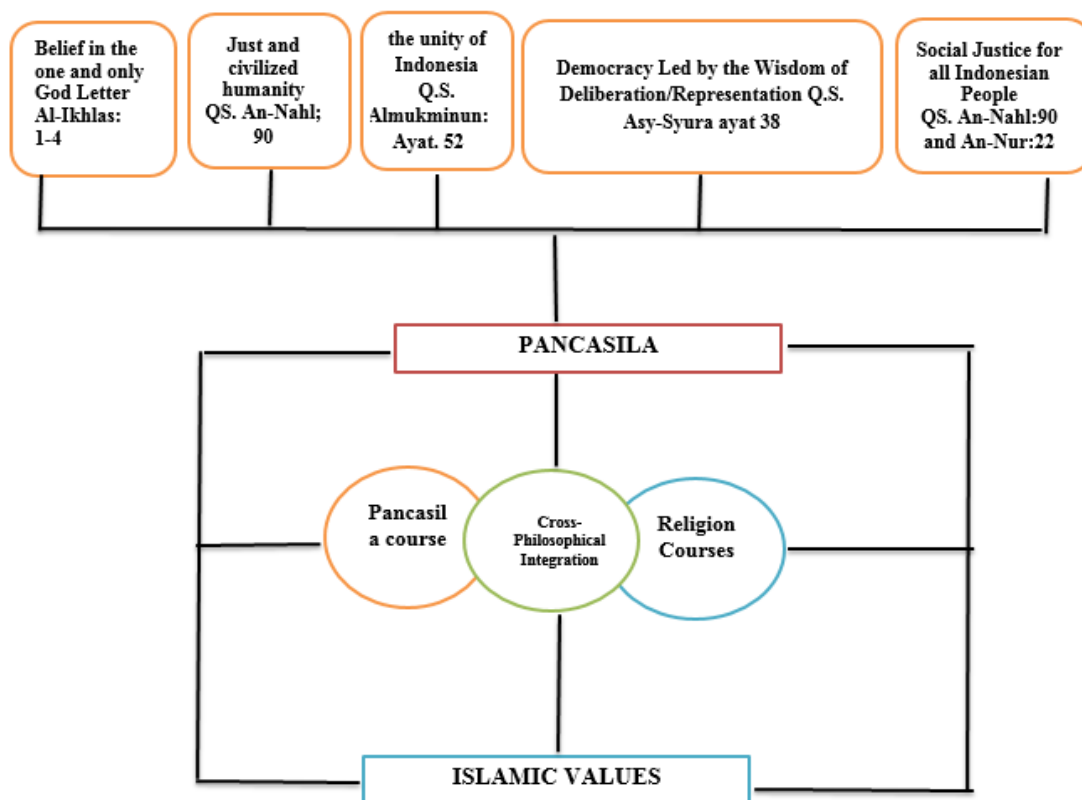 Belief in the
one and only
God Letter
Al-Ikhlas:
1-4
Just and
civilized
humanity
QS. An-Nahl;
90
the unity of
Indonesia
Q.S.
Almukminun:
Ayat. 52
Democracy Led by the Wisdom of
Deliberation/Representation Q.S.
Asy-Syura ayat 38
Social Justice for
all Indonesian
People
QS. An-Nahl:90
and An-Nur:22
PANCASILA
Pancasil
a course
Cross-
Philosophical
Integration
Religion
Courses
ISLAMIC VALUES